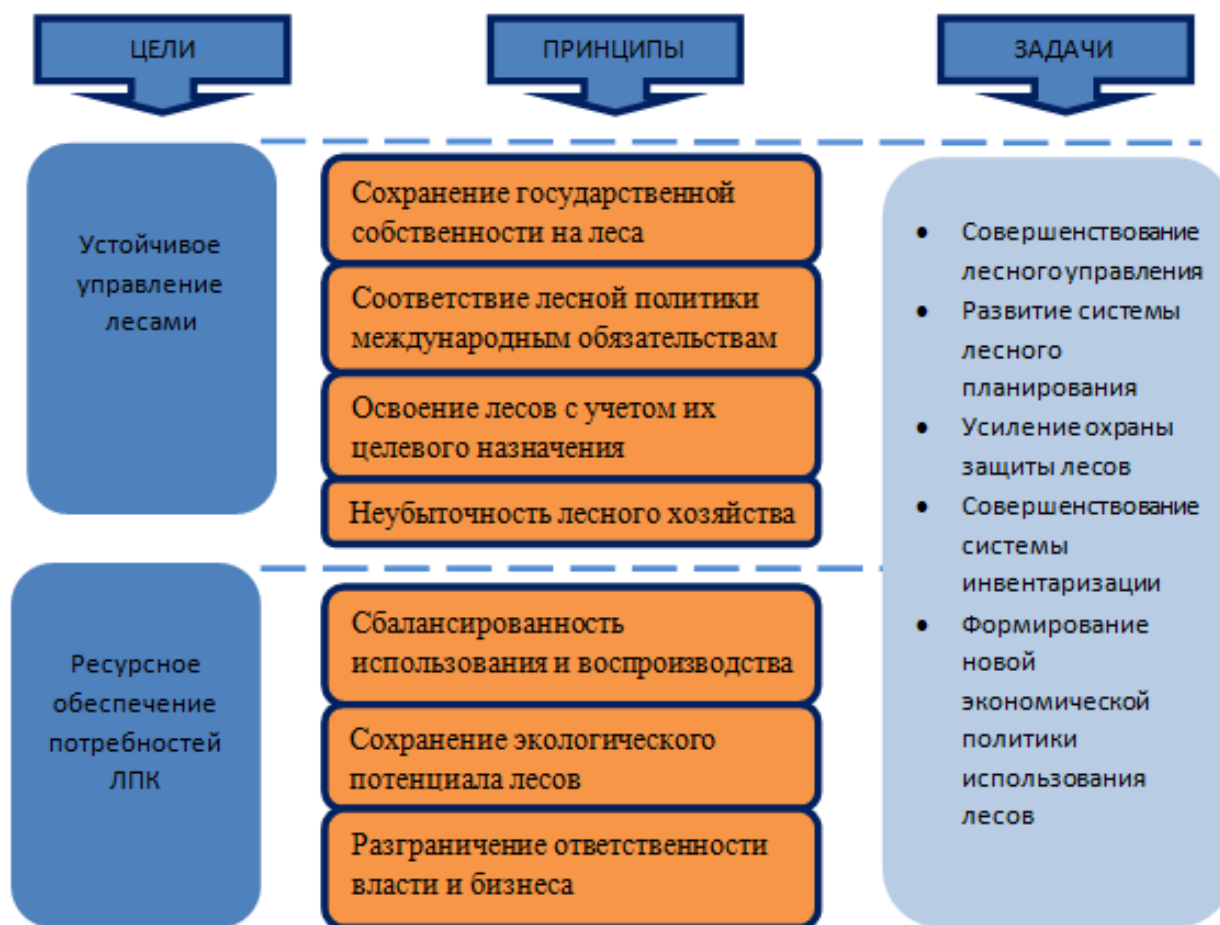 ЦЕЛИ
ПРИНЦИПЫ
ЗАДАЧИ
Устойчивое
управление
лесами
Сохранение государственной
собственности на леса
Соответствие лесной политики
международным обязательствам
Освоение лесов с учетом их
целевого назначения
Неубыточность лесного хозяйства
Ресурсное
обеспечение
потребностей
ЛПК
Сбалансированность
использования и воспроизводства
Сохранение экологического
потенциала лесов
Разграничение ответственности
власти и бизнеса
• Совершенствование
лесного управления
• Развитие системы
лесного
планирования
• Усиление охраны
защиты лесов
• Совершенствование
системы
инвентаризации
• Формирование
новой
экономической
политики
использования
лесов